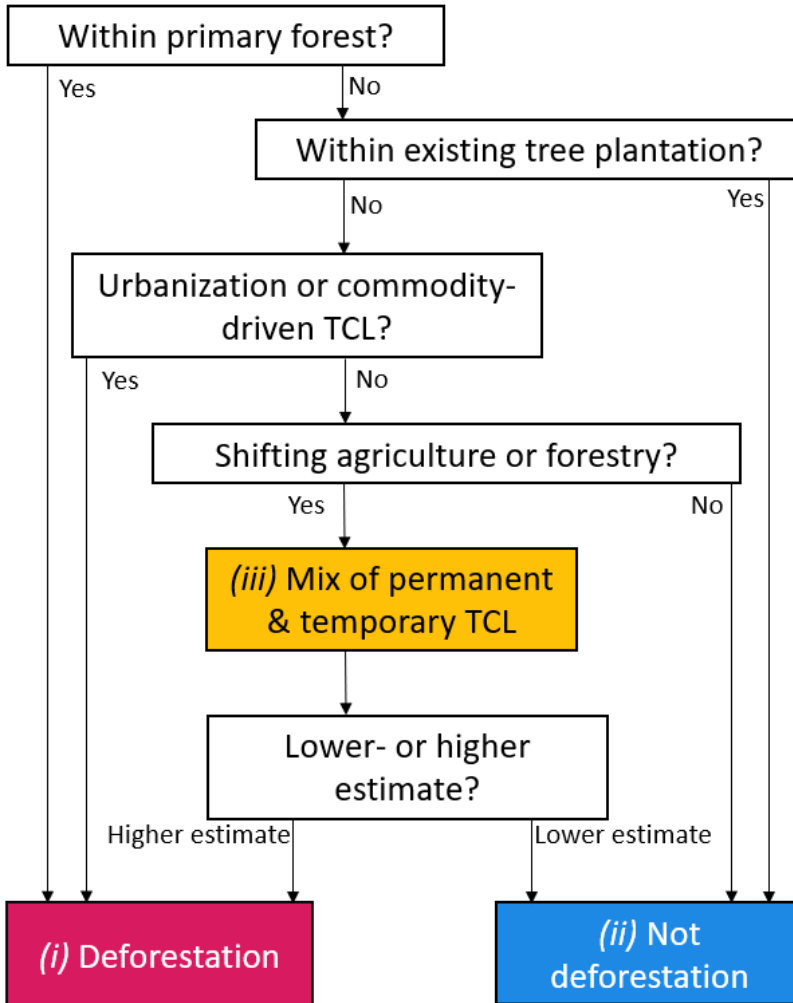 Within primary forest?
Yes
No
Within existing tree plantation?
No
Yes
Urbanization or commodity-
driven TCL?
Yes
No
Shifting agriculture or forestry?
Yes
No
(iii) Mix of permanent
& temporary TCL
Lower- or higher
estimate?
Higher estimate
Lower estimate
(i) Deforestation
(ii) Not
deforestation